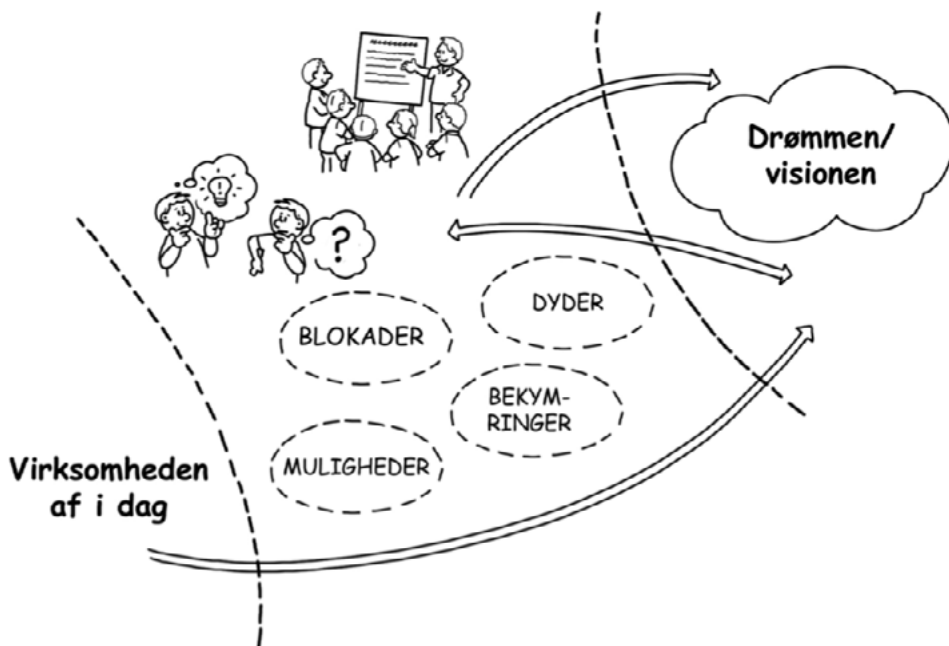 Drømmen/
visionen
?
DYDER
BLOKADER
BEKYM-
RINGER
MULIGHEDER
Virksomheden
af i dag